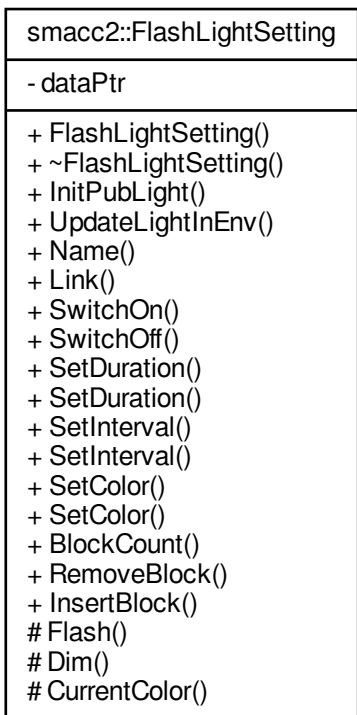 smacc2::FlashLightSetting
- dataPtr
+ FlashLightSetting()
+ ~FlashLightSetting()
+ InitPubLight()
+ UpdateLightInEnv()
+ Name()
+ Link()
+ SwitchOn()
+ SwitchOff()
+ SetDuration()
+ SetDuration()
+ SetInterval()
+ SetInterval()
+ SetColor()
+ SetColor()
+ BlockCount()
+ RemoveBlock()
+ InsertBlock()
# Flash()
# Dim()
# CurrentColor()